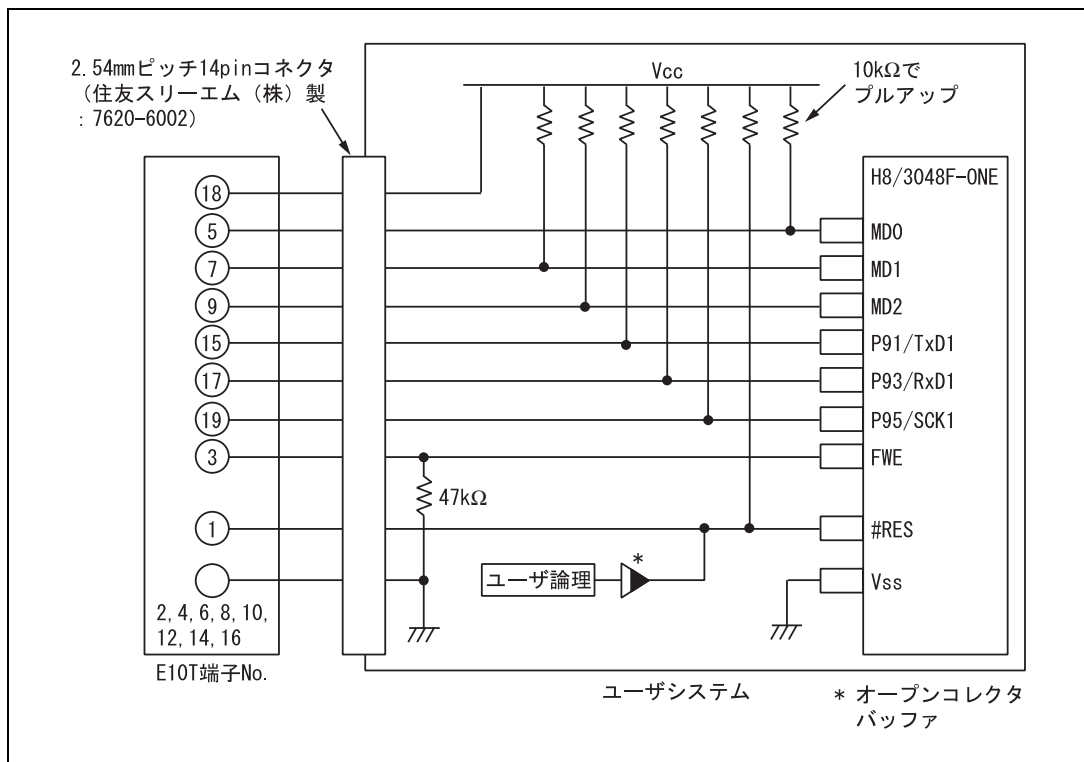 2.54mmピッチ14pinコネクタ
(住友スリーエム(株)製
: 7620-6002)
Vcc
10kΩで
プルアップ
H8/3048F-ONE
18
5
MD0
7
MD1
9
MD2
15
P91/TxD1
17
P93/RxD1
19
P95/SCK1
3
FWE
47kΩ
1
#RES
*
ユーザ論理
Vss
2, 4, 6, 8, 10,
12, 14, 16
E10T端子No.
ユーザシステム
* オープンコレクタ
バッファ